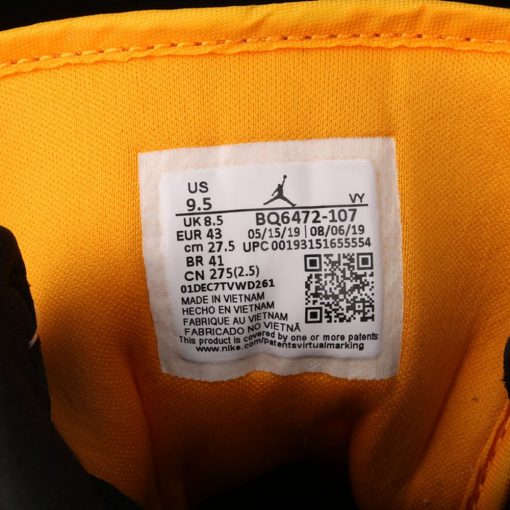 US
9.5 VY
UK 8.5 BQ6472-107
EUR 43 05/15/19 | 08/06/19
cm 27.5 UPC 00193151655554
BR 41
CN 275(2.5)
01DEC7TVWD261
MADE IN VIETNAM
HECHO EN VIETNAM
FABRIQUE AU VIETNAM
FABRICADO NO VIETNÃ
This product is covered by one or more patents
www.nike.com/patentsvirtualmarking